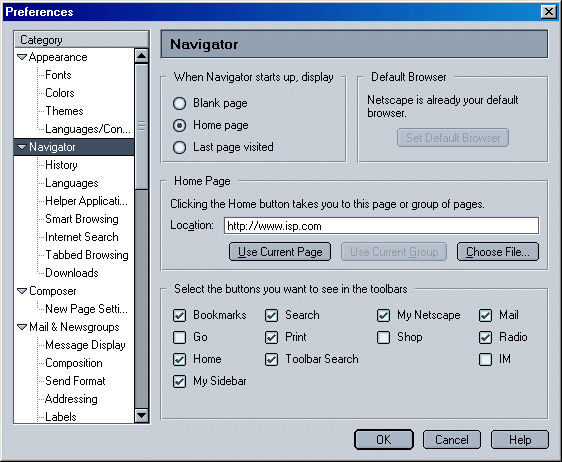 Preferences
Category
Appearance
Fonts
Colors
Themes
Languages/Con...
Navigator
History
Languages
Helper Applicati...
Smart Browsing
Internet Search
Tabbed Browsing
Downloads
Composer
New Page Setti...
Mail & Newsgroups
Message Display
Composition
Send Format
Addressing
Labels
Navigator
When Navigator starts up, display
Blank page
Home page
Last page visited
Default Browser
Netscape is already your default
browser.
Set Default Browser
Home Page
Clicking the Home button takes you to this page or group of pages.
Location: http://www.isp.com
Use Current Page Use Current Group Choose File...
Select the buttons you want to see in the toolbars
Bookmarks Search My Netscape Mail
Go Print Shop Radio
Home Toolbar Search IM
My Sidebar
OK Cancel Help